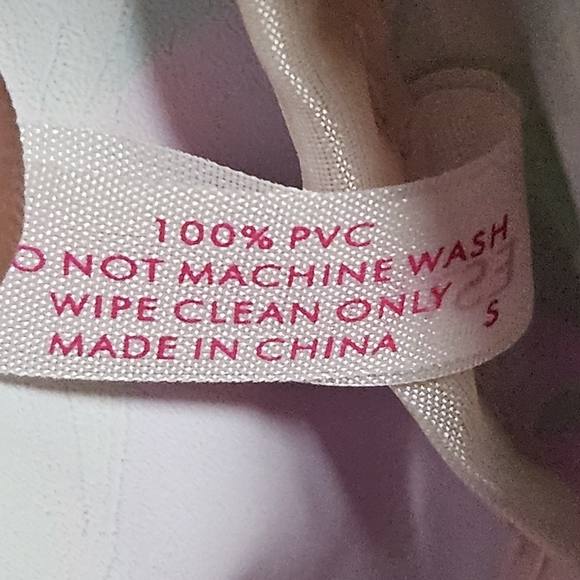 100% PVC
O NOT MACHINE WASH
WIPE CLEAN ONLY
MADE IN CHINA
S